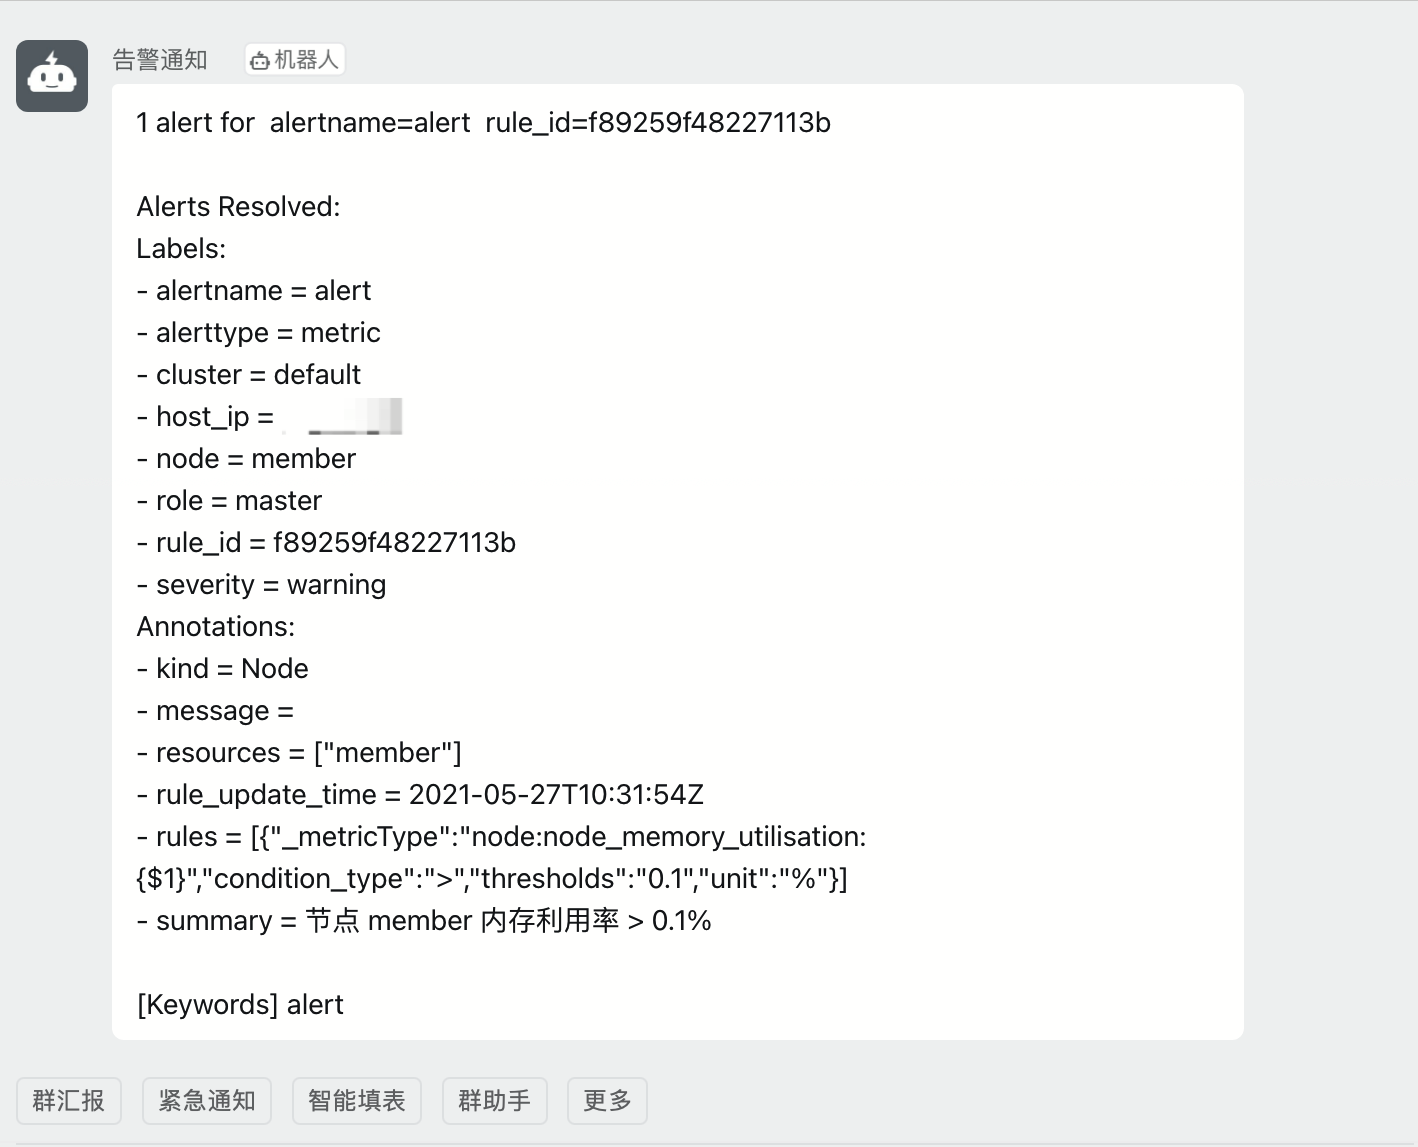 告警通知 机器人
1 alert for  alertname=alert  rule_id=f89259f48227113b
Alerts Resolved:
Labels:
- alertname = alert
- alerttype = metric
- cluster = default
- host_ip =
- node = member
- role = master
- rule_id = f89259f48227113b
- severity = warning
Annotations:
- kind = Node
- message =
- resources = ["member"]
- rule_update_time = 2021-05-27T10:31:54Z
- rules = [{"_metricType":"node:node_memory_utilisation:
{$1}","condition_type":">","thresholds":"0.1","unit":"%"}]
- summary = 节点 member 内存利用率 > 0.1%
[Keywords] alert
群汇报 紧急通知 智能填表 群助手 更多